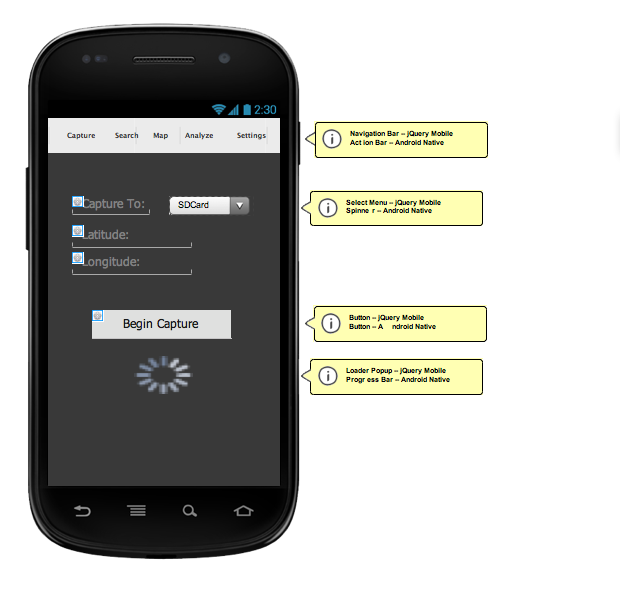 2:30
Capture Search Map Analyze Settings
Navigation Bar – jQuery Mobile
Act ion Bar – Android Native
Capture To: SDCard
Select Menu – jQuery Mobile
Spinne r – Android Native
Latitude:
Longitude:
Begin Capture
Button – jQuery Mobile
Button – A ndroid Native
Loader Popup – jQuery Mobile
Progr ess Bar – Android Native